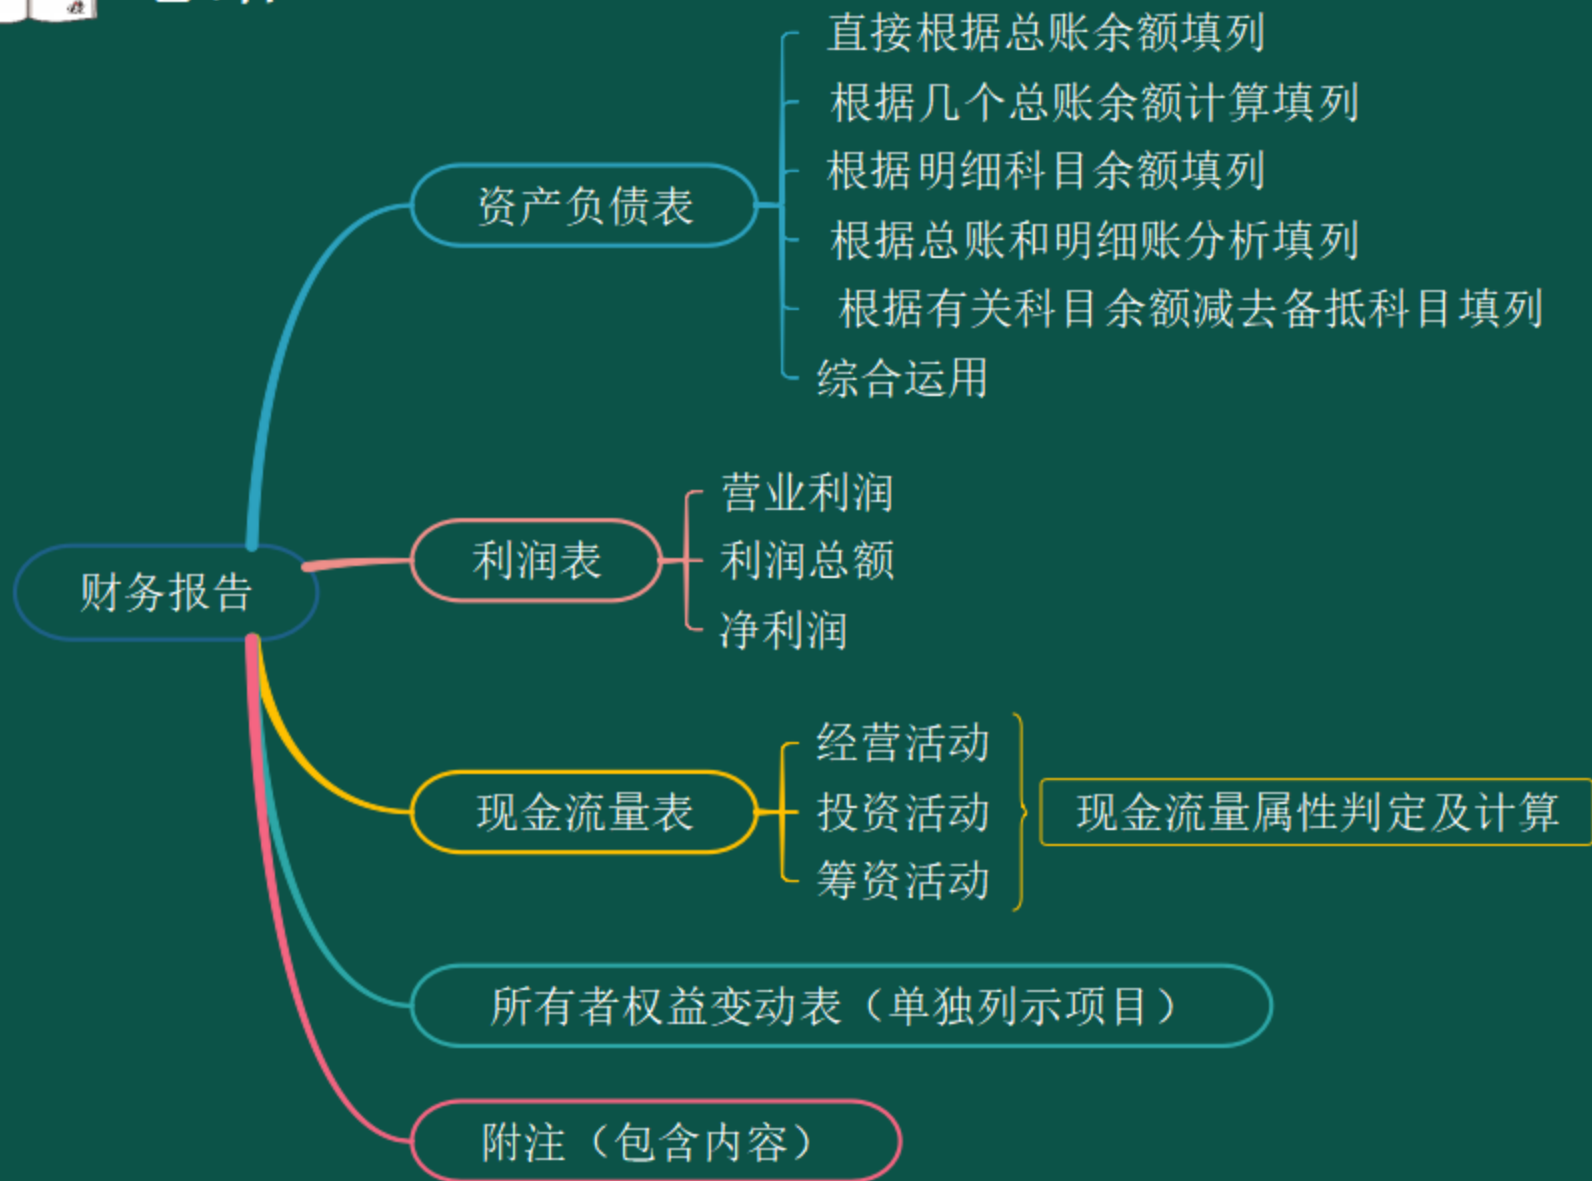 直接根据总账余额填列
根据几个总账余额计算填列
根据明细科目余额填列
资产负债表
根据总账和明细账分析填列
根据有关科目余额减去备抵科目填列
综合运用
营业利润
利润表
利润总额
净利润
财务报告
经营活动
现金流量表
投资活动
现金流量属性判定及计算
筹资活动
所有者权益变动表（单独列示项目）
附注（包含内容）